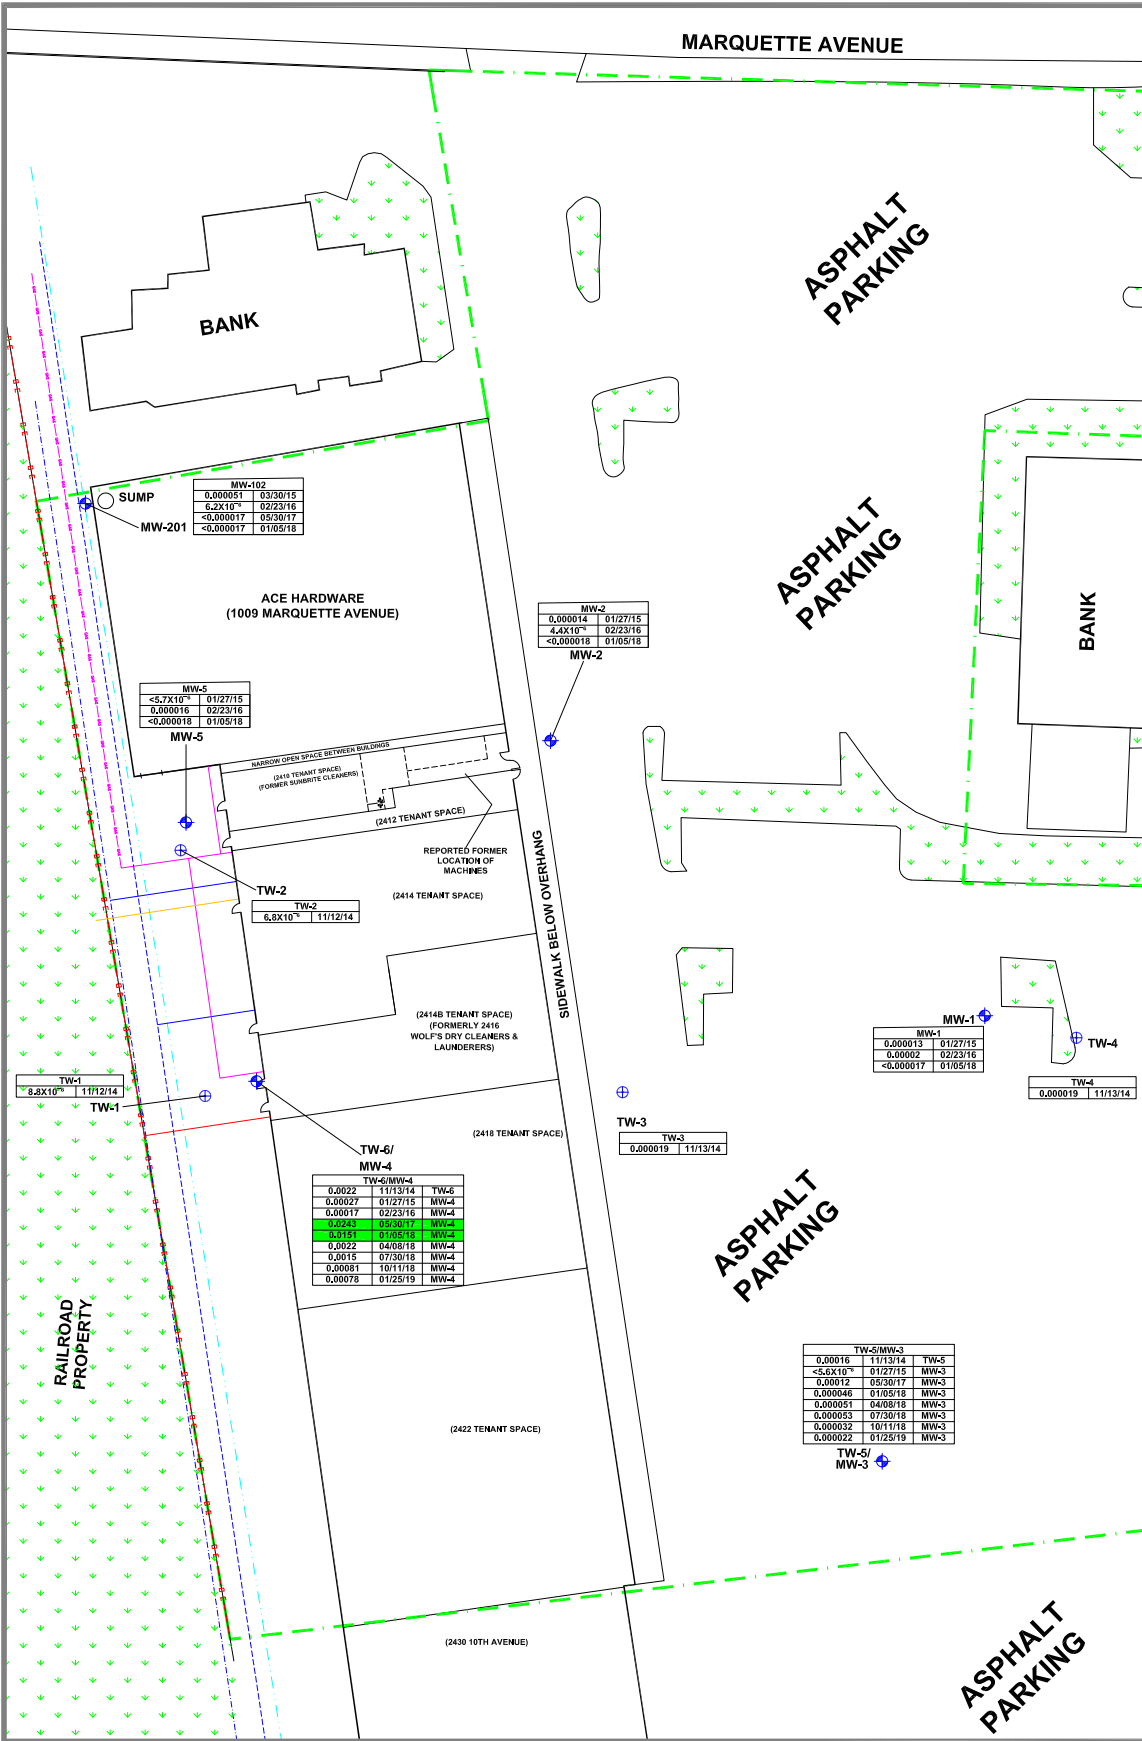 MARQUETTE AVENUE
ASPHALT
PARKING
BANK
SUMP
MW-201
MW-102
0.000051 03/30/15
6.2X10⁻⁶ 02/23/16
<0.000017 05/30/17
<0.000017 01/05/18
ASPHALT
PARKING
BANK
ACE HARDWARE
(1009 MARQUETTE AVENUE)
MW-2
0.000014 01/27/15
4.4X10⁻⁶ 02/23/16
<0.000018 01/05/18
MW-2
MW-5
<5.7X10⁻⁶ 01/27/15
0.000016 02/23/16
<0.000018 01/05/18
MW-5
NARROW OPEN SPACE BETWEEN BUILDINGS
(2410 TENANT SPACE)
(FORMER SUNBRITE CLEANERS)
(2412 TENANT SPACE)
REPORTED FORMER
LOCATION OF
MACHINES
TW-2
TW-2
6.8X10⁻⁶ 11/12/14
(2414 TENANT SPACE)
SIDEWALK BELOW OVERHANG
(2414B TENANT SPACE)
(FORMERLY 2416
WOLF'S DRY CLEANERS &
LAUNDERERS)
MW-1
MW-1
0.000013 01/27/15
0.00002 02/23/16
<0.000017 01/05/18
TW-4
TW-4
0.000019 11/13/14
TW-1
8.8X10⁻⁶ 11/12/14
TW-1
TW-3
TW-3
0.000019 11/13/14
(2418 TENANT SPACE)
TW-6/
MW-4
TW-6/MW-4
0.0022 11/13/14 TW-6
0.00027 01/27/15 MW-4
0.00017 02/23/16 MW-4
0.0243 05/30/17 MW-4
0.0151 01/05/18 MW-4
0.0022 04/08/18 MW-4
0.0015 07/30/18 MW-4
0.00081 10/11/18 MW-4
0.00078 01/25/19 MW-4
ASPHALT
PARKING
RAILROAD
PROPERTY
TW-5/MW-3
0.00016 11/13/14 TW-5
<5.6X10⁻⁶ 01/27/15 MW-3
0.00012 05/30/17 MW-3
0.000046 01/05/18 MW-3
0.000051 04/08/18 MW-3
0.000053 07/30/18 MW-3
0.000032 10/11/18 MW-3
0.000022 01/25/19 MW-3
TW-5/
MW-3
(2422 TENANT SPACE)
(2430 10TH AVENUE)
ASPHALT
PARKING